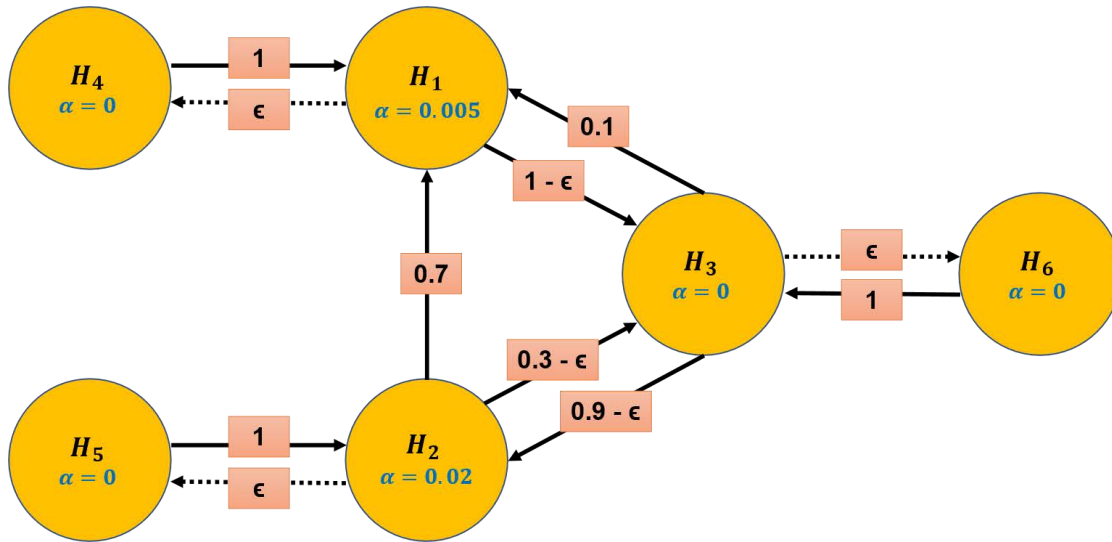 H₄
α = 0
1
ϵ
H₁
α = 0.005
0.1
1 - ϵ
0.7
H₃
α = 0
ϵ
1
H₆
α = 0
0.3 - ϵ
0.9 - ϵ
H₅
α = 0
1
ϵ
H₂
α = 0.02